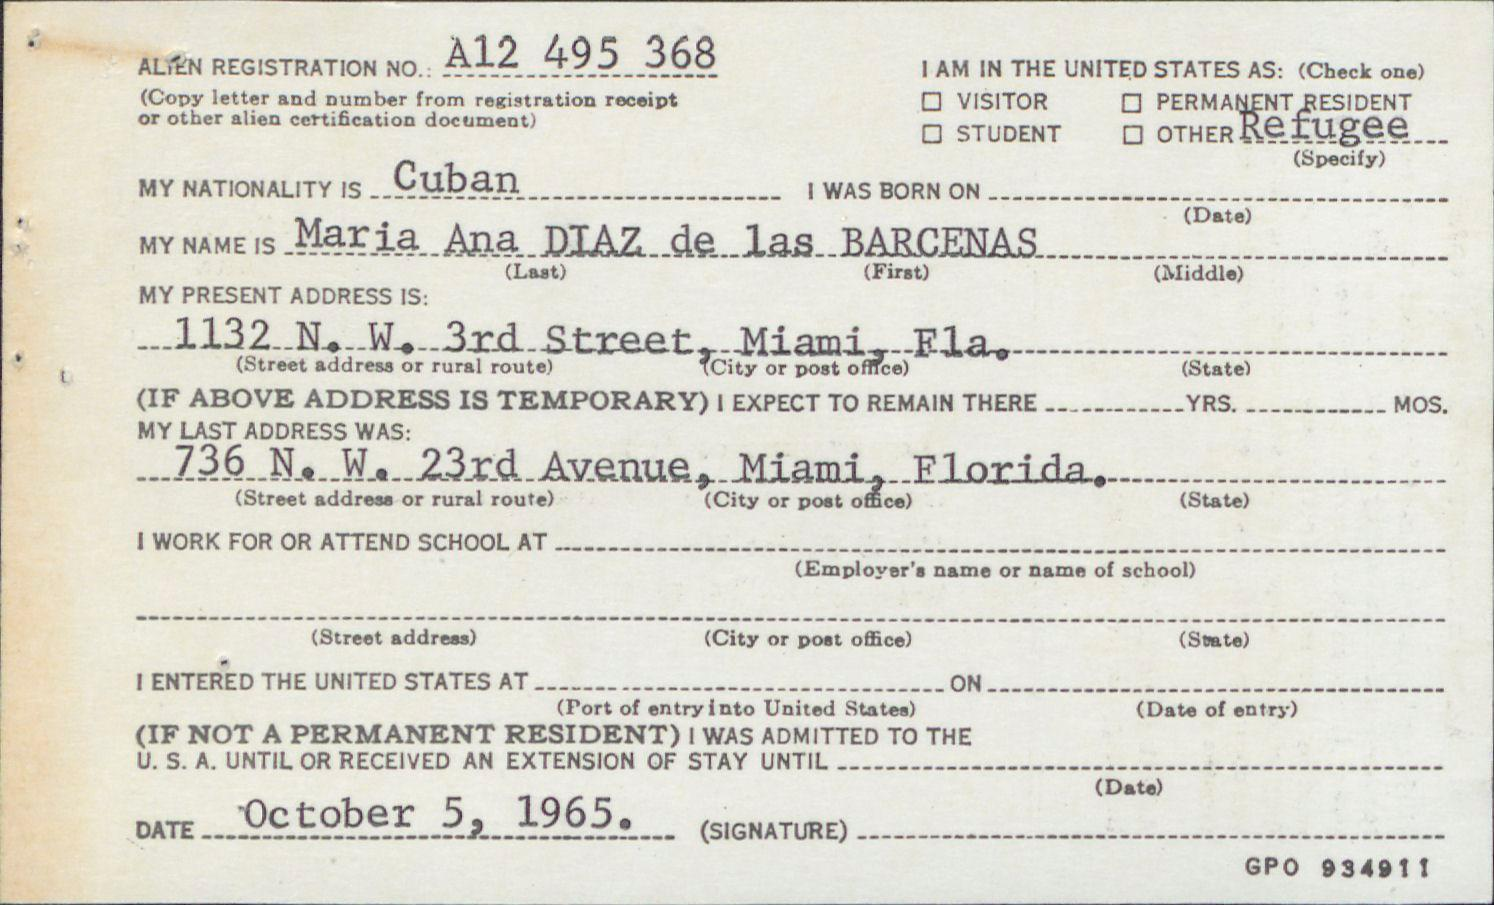 ALIEN REGISTRATION NO.: A12 495 368
(Copy letter and number from registration receipt
or other alien certification document)
I AM IN THE UNITED STATES AS: (Check one)
☐ VISITOR ☐ PERMANENT RESIDENT
☐ STUDENT ☐ OTHER Refugee
(Specify)
MY NATIONALITY IS Cuban I WAS BORN ON
(Date)
MY NAME IS Maria Ana DIAZ de las BARCENAS
(Last) (First) (Middle)
MY PRESENT ADDRESS IS:
1132 N. W. 3rd Street, Miami, Fla.
(Street address or rural route) (City or post office) (State)
(IF ABOVE ADDRESS IS TEMPORARY) I EXPECT TO REMAIN THERE YRS. MOS.
MY LAST ADDRESS WAS:
736 N. W. 23rd Avenue, Miami, Florida.
(Street address or rural route) (City or post office) (State)
I WORK FOR OR ATTEND SCHOOL AT
(Employer's name or name of school)
(Street address) (City or post office) (State)
I ENTERED THE UNITED STATES AT ON
(Port of entry into United States) (Date of entry)
(IF NOT A PERMANENT RESIDENT) I WAS ADMITTED TO THE
U. S. A. UNTIL OR RECEIVED AN EXTENSION OF STAY UNTIL
(Date)
DATE October 5, 1965. (SIGNATURE)
GPO 934911